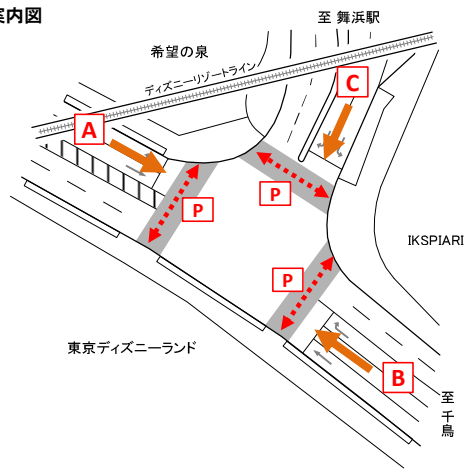 案内図
至 舞浜駅
希望の泉
ディズニーリゾートライン
C
A
P
P
IKSPIARI
P
東京ディズニーランド
B
至 千鳥